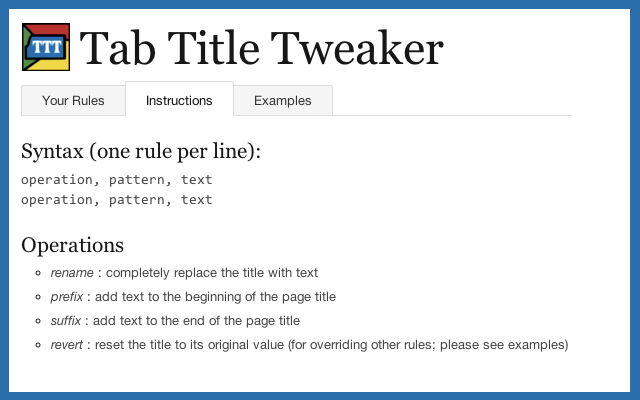 TTT Tab Title Tweaker
Your Rules Instructions Examples
Syntax (one rule per line):
operation, pattern, text
operation, pattern, text
Operations
rename : completely replace the title with text
prefix : add text to the beginning of the page title
suffix : add text to the end of the page title
revert : reset the title to its original value (for overriding other rules; please see examples)